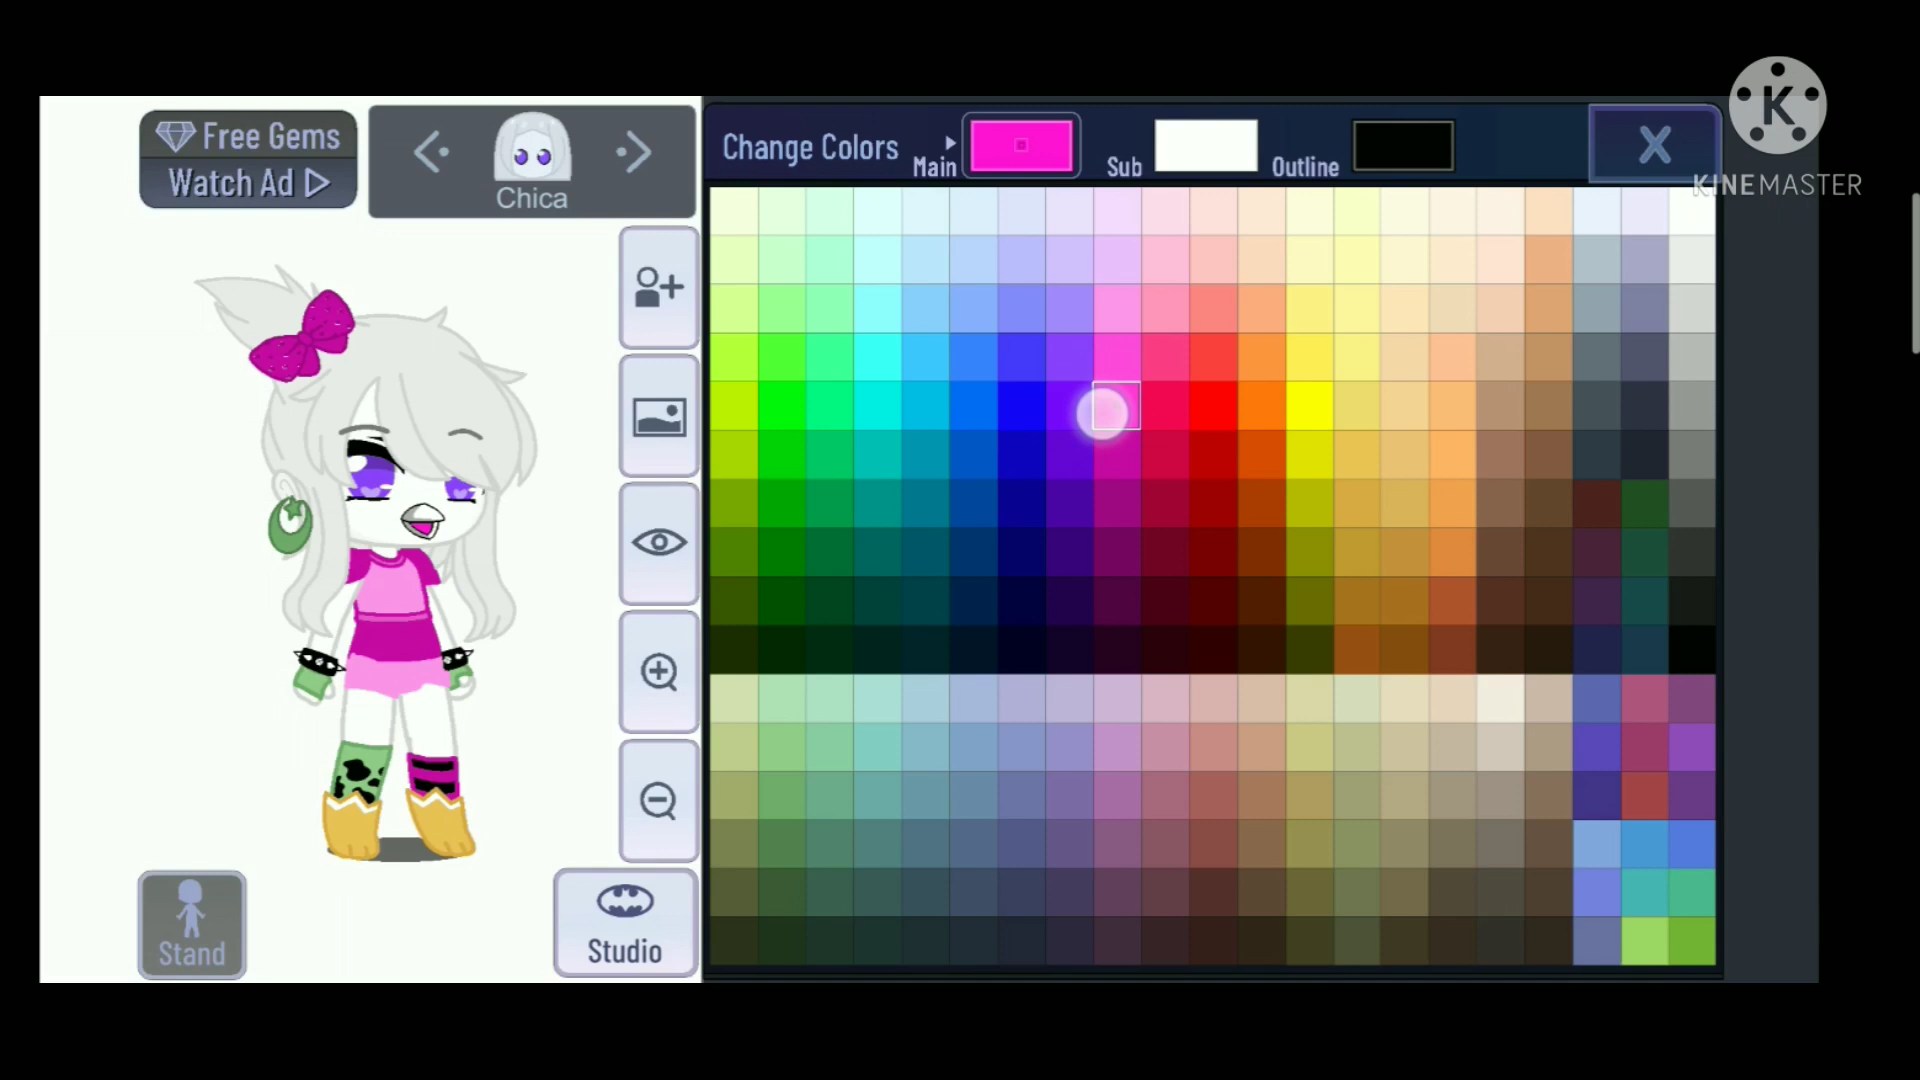 Free Gems
Watch Ad
Chica
Change Colors
Main
Sub
Outline
X
K
KINEMASTER
Stand
Studio